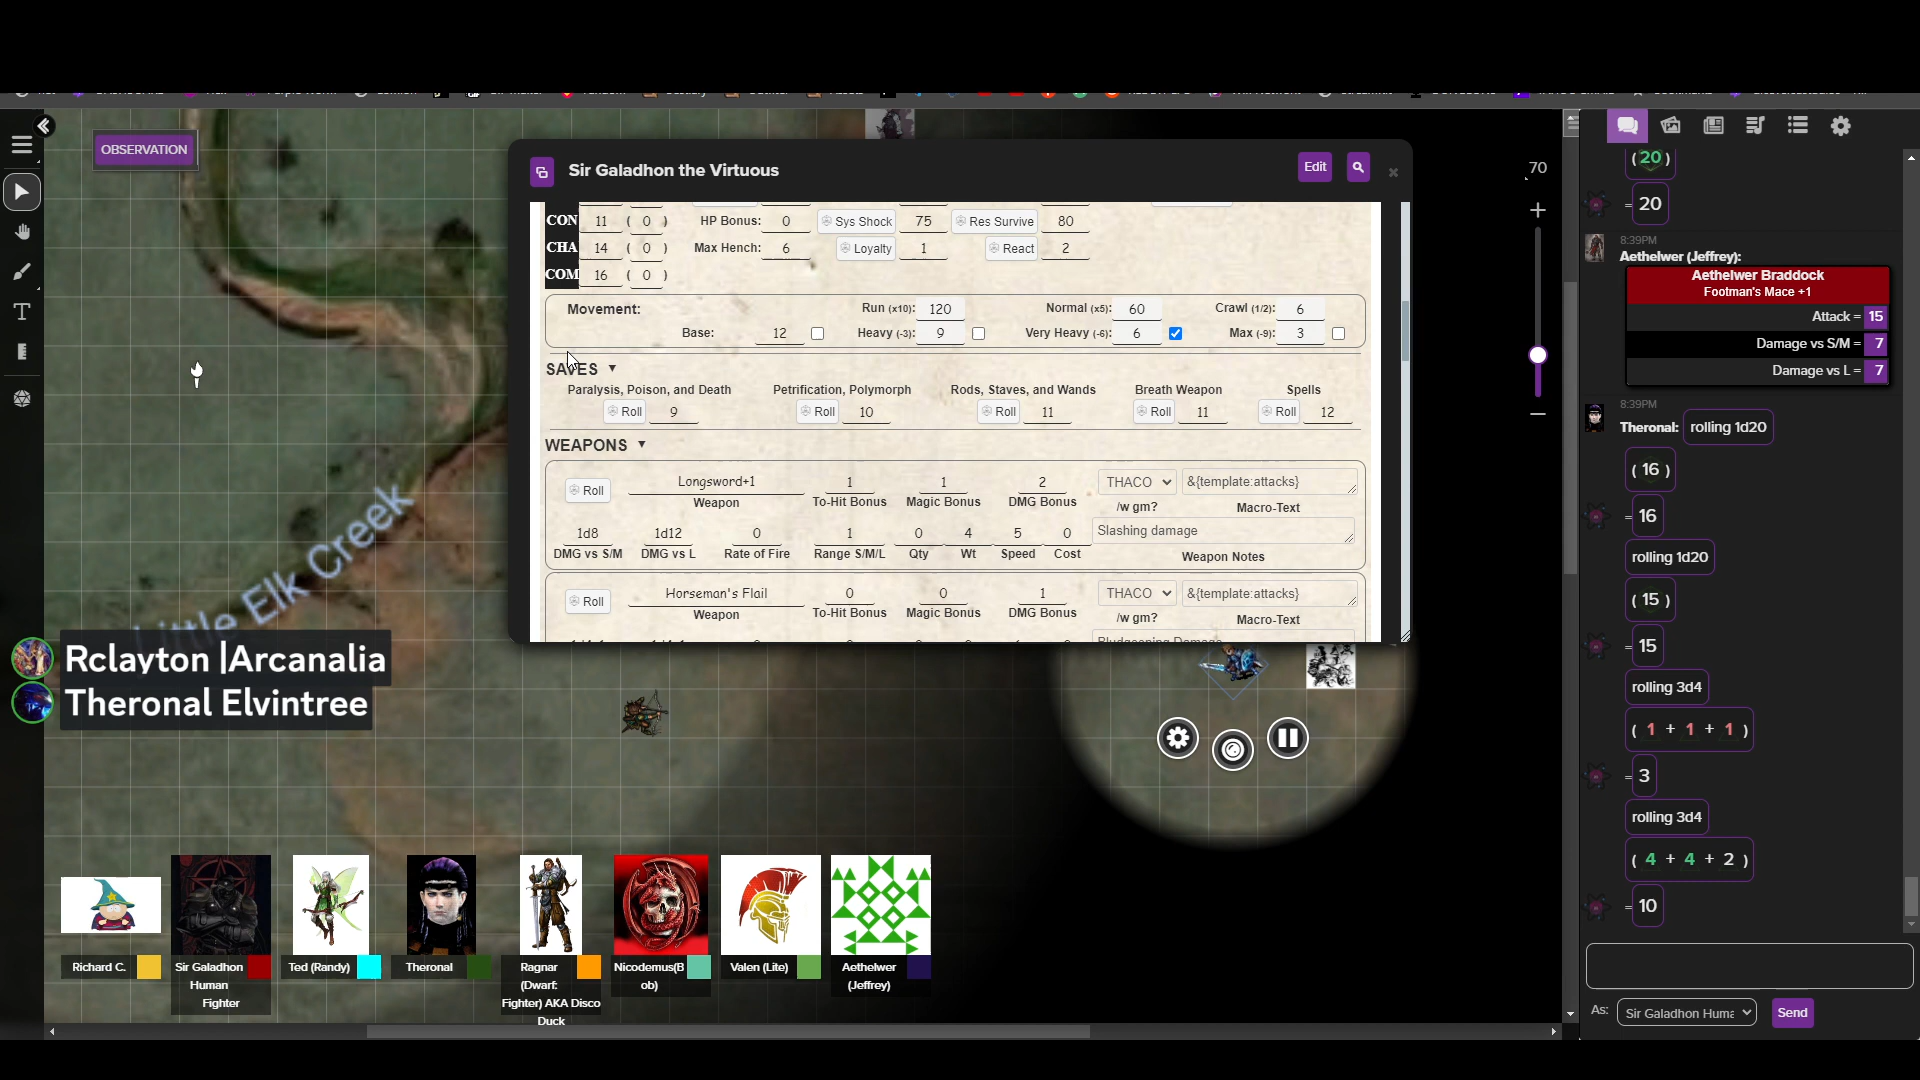 OBSERVATION
Sir Galadhon the Virtuous
Edit
70
CON 11 ( 0 ) HP Bonus: 0 Sys Shock 75 Res Survive 80
CHA 14 ( 0 ) Max Hench: 6 Loyalty 1 React 2
COM 16 ( 0 )
Movement: Run (x10): 120 Normal (x5): 60 Crawl (1/2): 6
Base: 12 Heavy (-3): 9 Very Heavy (-6): 6 Max (-9): 3
SAVES
Paralysis, Poison, and Death Petrification, Polymorph Rods, Staves, and Wands Breath Weapon Spells
Roll 9 Roll 10 Roll 11 Roll 11 Roll 12
WEAPONS
Roll Longsword+1 1 1 2 THACO &{template:attacks}
Weapon To-Hit Bonus Magic Bonus DMG Bonus /w gm? Macro-Text
1d8 1d12 0 1 0 4 5 0 Slashing damage
DMG vs S/M DMG vs L Rate of Fire Range S/M/L Qty Wt Speed Cost Weapon Notes
Roll Horseman's Flail 0 0 1 THACO &{template:attacks}
Weapon To-Hit Bonus Magic Bonus DMG Bonus /w gm? Macro-Text
Bludgeoning Damage
Little Elk Creek
Rclayton |Arcanalia
Theronal Elvintree
Richard C.
Sir Galadhon
Human
Fighter
Ted (Randy)
Theronal
Ragnar
(Dwarf:
Fighter) AKA Disco
Duck
Nicodemus(B
ob)
Valen (Lite)
Aethelwer
(Jeffrey)
(20)
=20
8:39PM
Aethelwer (Jeffrey):
Aethelwer Braddock
Footman's Mace +1
Attack = 15
Damage vs S/M = 7
Damage vs L = 7
8:39PM
Theronal: rolling 1d20
(16)
=16
rolling 1d20
(15)
=15
rolling 3d4
(1 + 1 + 1)
=3
rolling 3d4
(4 + 4 + 2)
=10
As: Sir Galadhon Huma Send